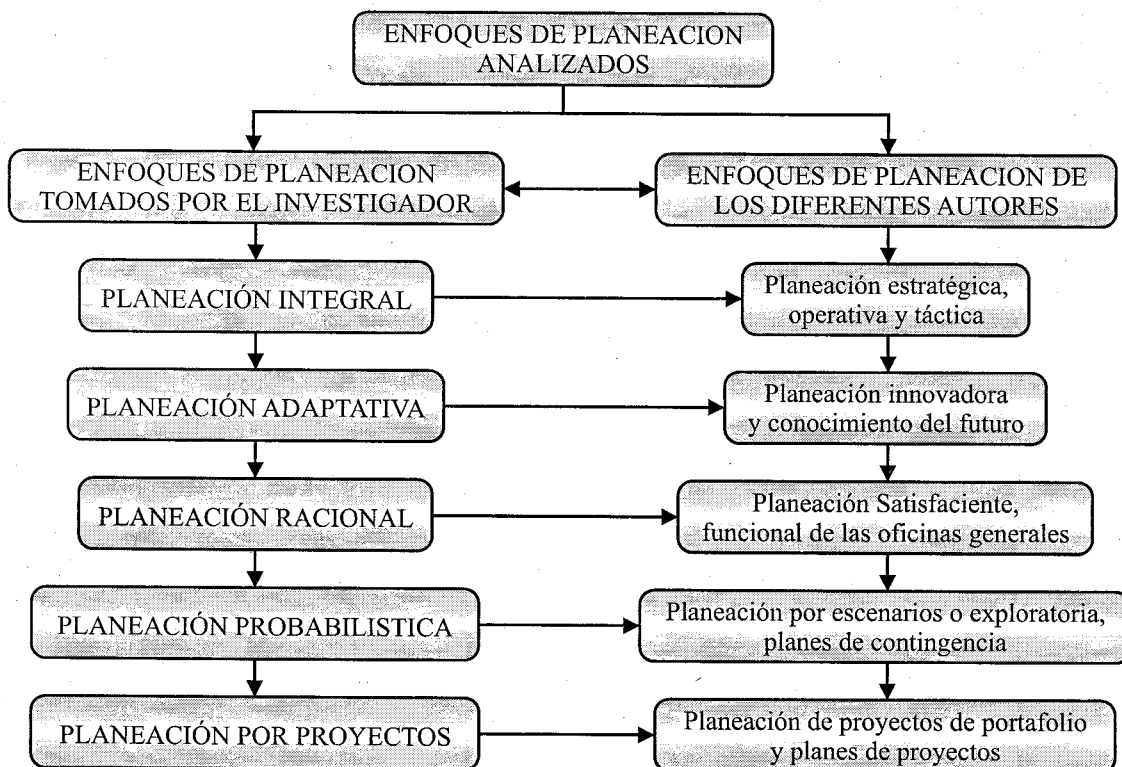 ENFOQUES DE PLANEACION
ANALIZADOS
ENFOQUES DE PLANEACION
TOMADOS POR EL INVESTIGADOR
ENFOQUES DE PLANEACION DE
LOS DIFERENTES AUTORES
PLANEACIÓN INTEGRAL
Planeación estratégica,
operativa y táctica
PLANEACIÓN ADAPTATIVA
Planeación innovadora
y conocimiento del futuro
PLANEACIÓN RACIONAL
Planeación Satisfaciente,
funcional de las oficinas generales
PLANEACIÓN PROBABILISTICA
Planeación por escenarios o exploratoria,
planes de contingencia
PLANEACIÓN POR PROYECTOS
Planeación de proyectos de portafolio
y planes de proyectos